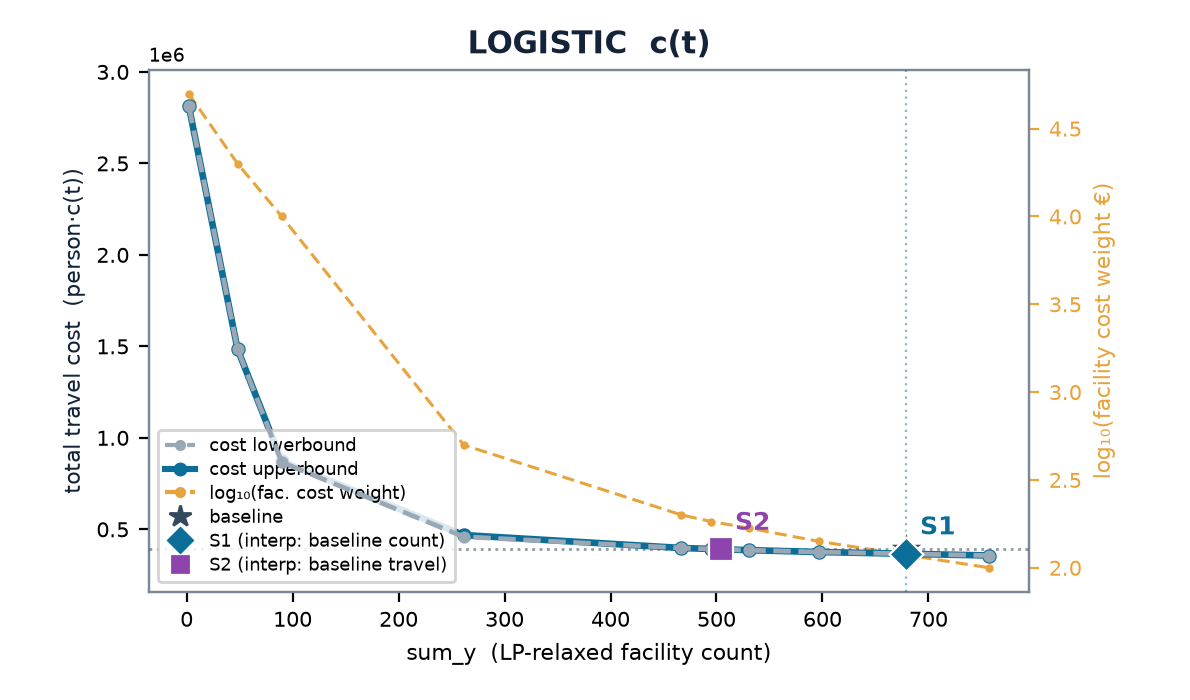 LOGISTIC  c(t)
1e6
3.0
2.5
2.0
1.5
1.0
0.5
total travel cost  (person·c(t))
4.5
4.0
3.5
3.0
2.5
2.0
log₁₀(facility cost weight €)
S2
S1
cost lowerbound
cost upperbound
log₁₀(fac. cost weight)
baseline
S1 (interp: baseline count)
S2 (interp: baseline travel)
0 100 200 300 400 500 600 700
sum_y  (LP-relaxed facility count)